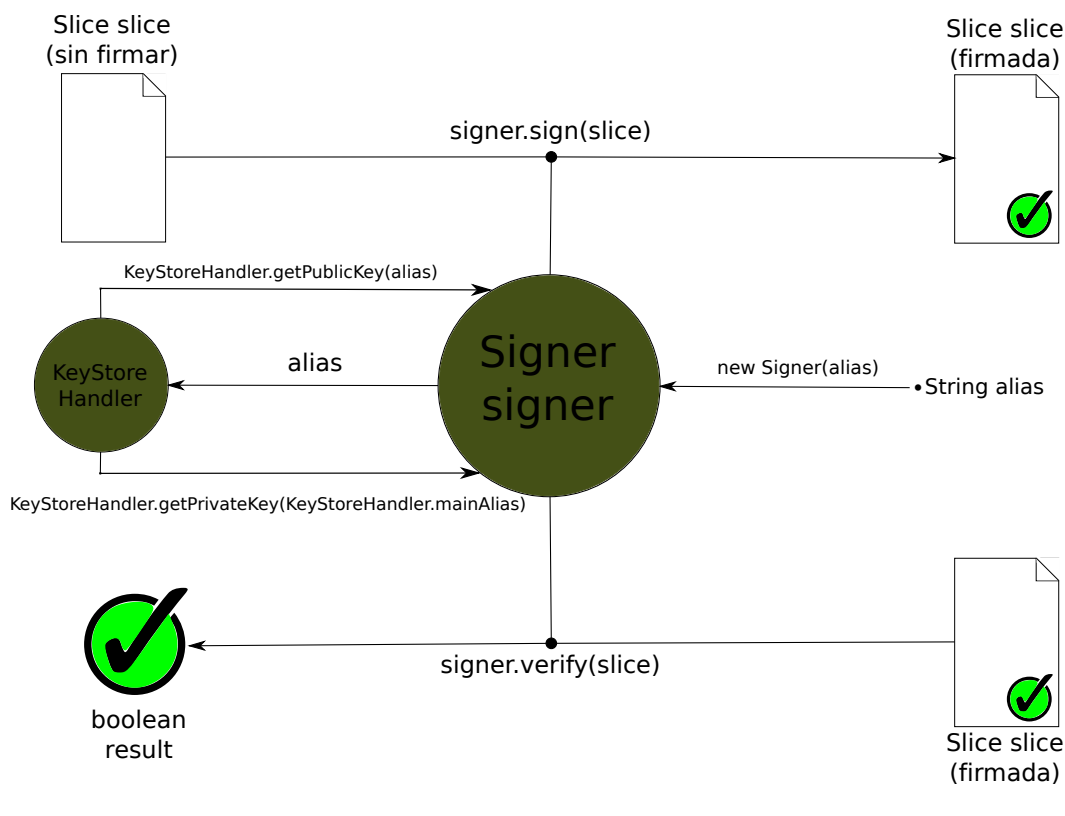 Slice slice
(sin firmar)
Slice slice
(firmada)
signer.sign(slice)
KeyStoreHandler.getPublicKey(alias)
KeyStore
Handler
alias
Signer
signer
new Signer(alias)
String alias
KeyStoreHandler.getPrivateKey(KeyStoreHandler.mainAlias)
signer.verify(slice)
boolean
result
Slice slice
(firmada)